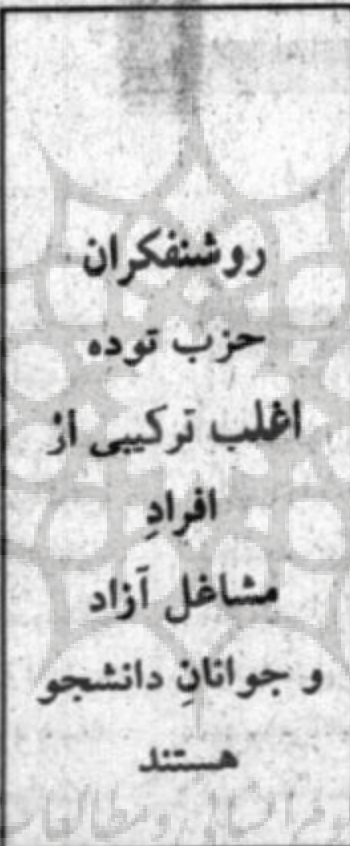 روشنفکران
حزب توده
اغلب ترکیبی از
افرادِ
مشاغل آزاد
و جوانانِ دانشجو
هستند